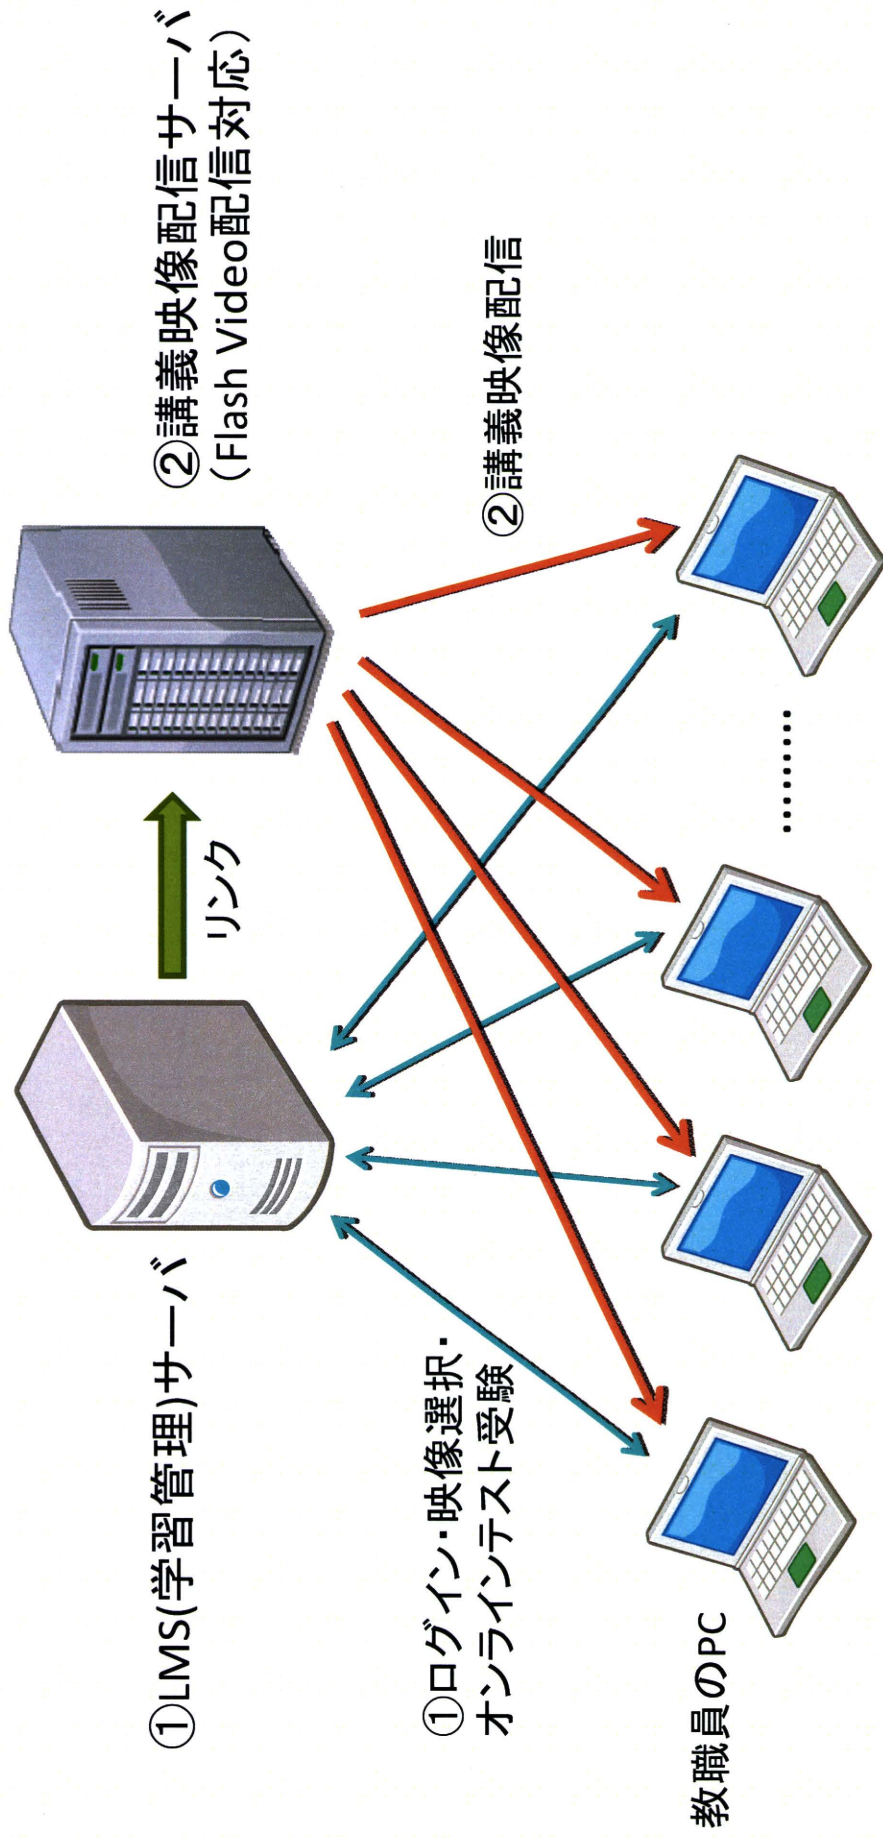 ①LMS(学習管理)サーバ
②講義映像配信サーバ
（Flash Video配信対応）
リンク
①ログイン・映像選択・
オンラインテスト受験
②講義映像配信
教職員のPC
………